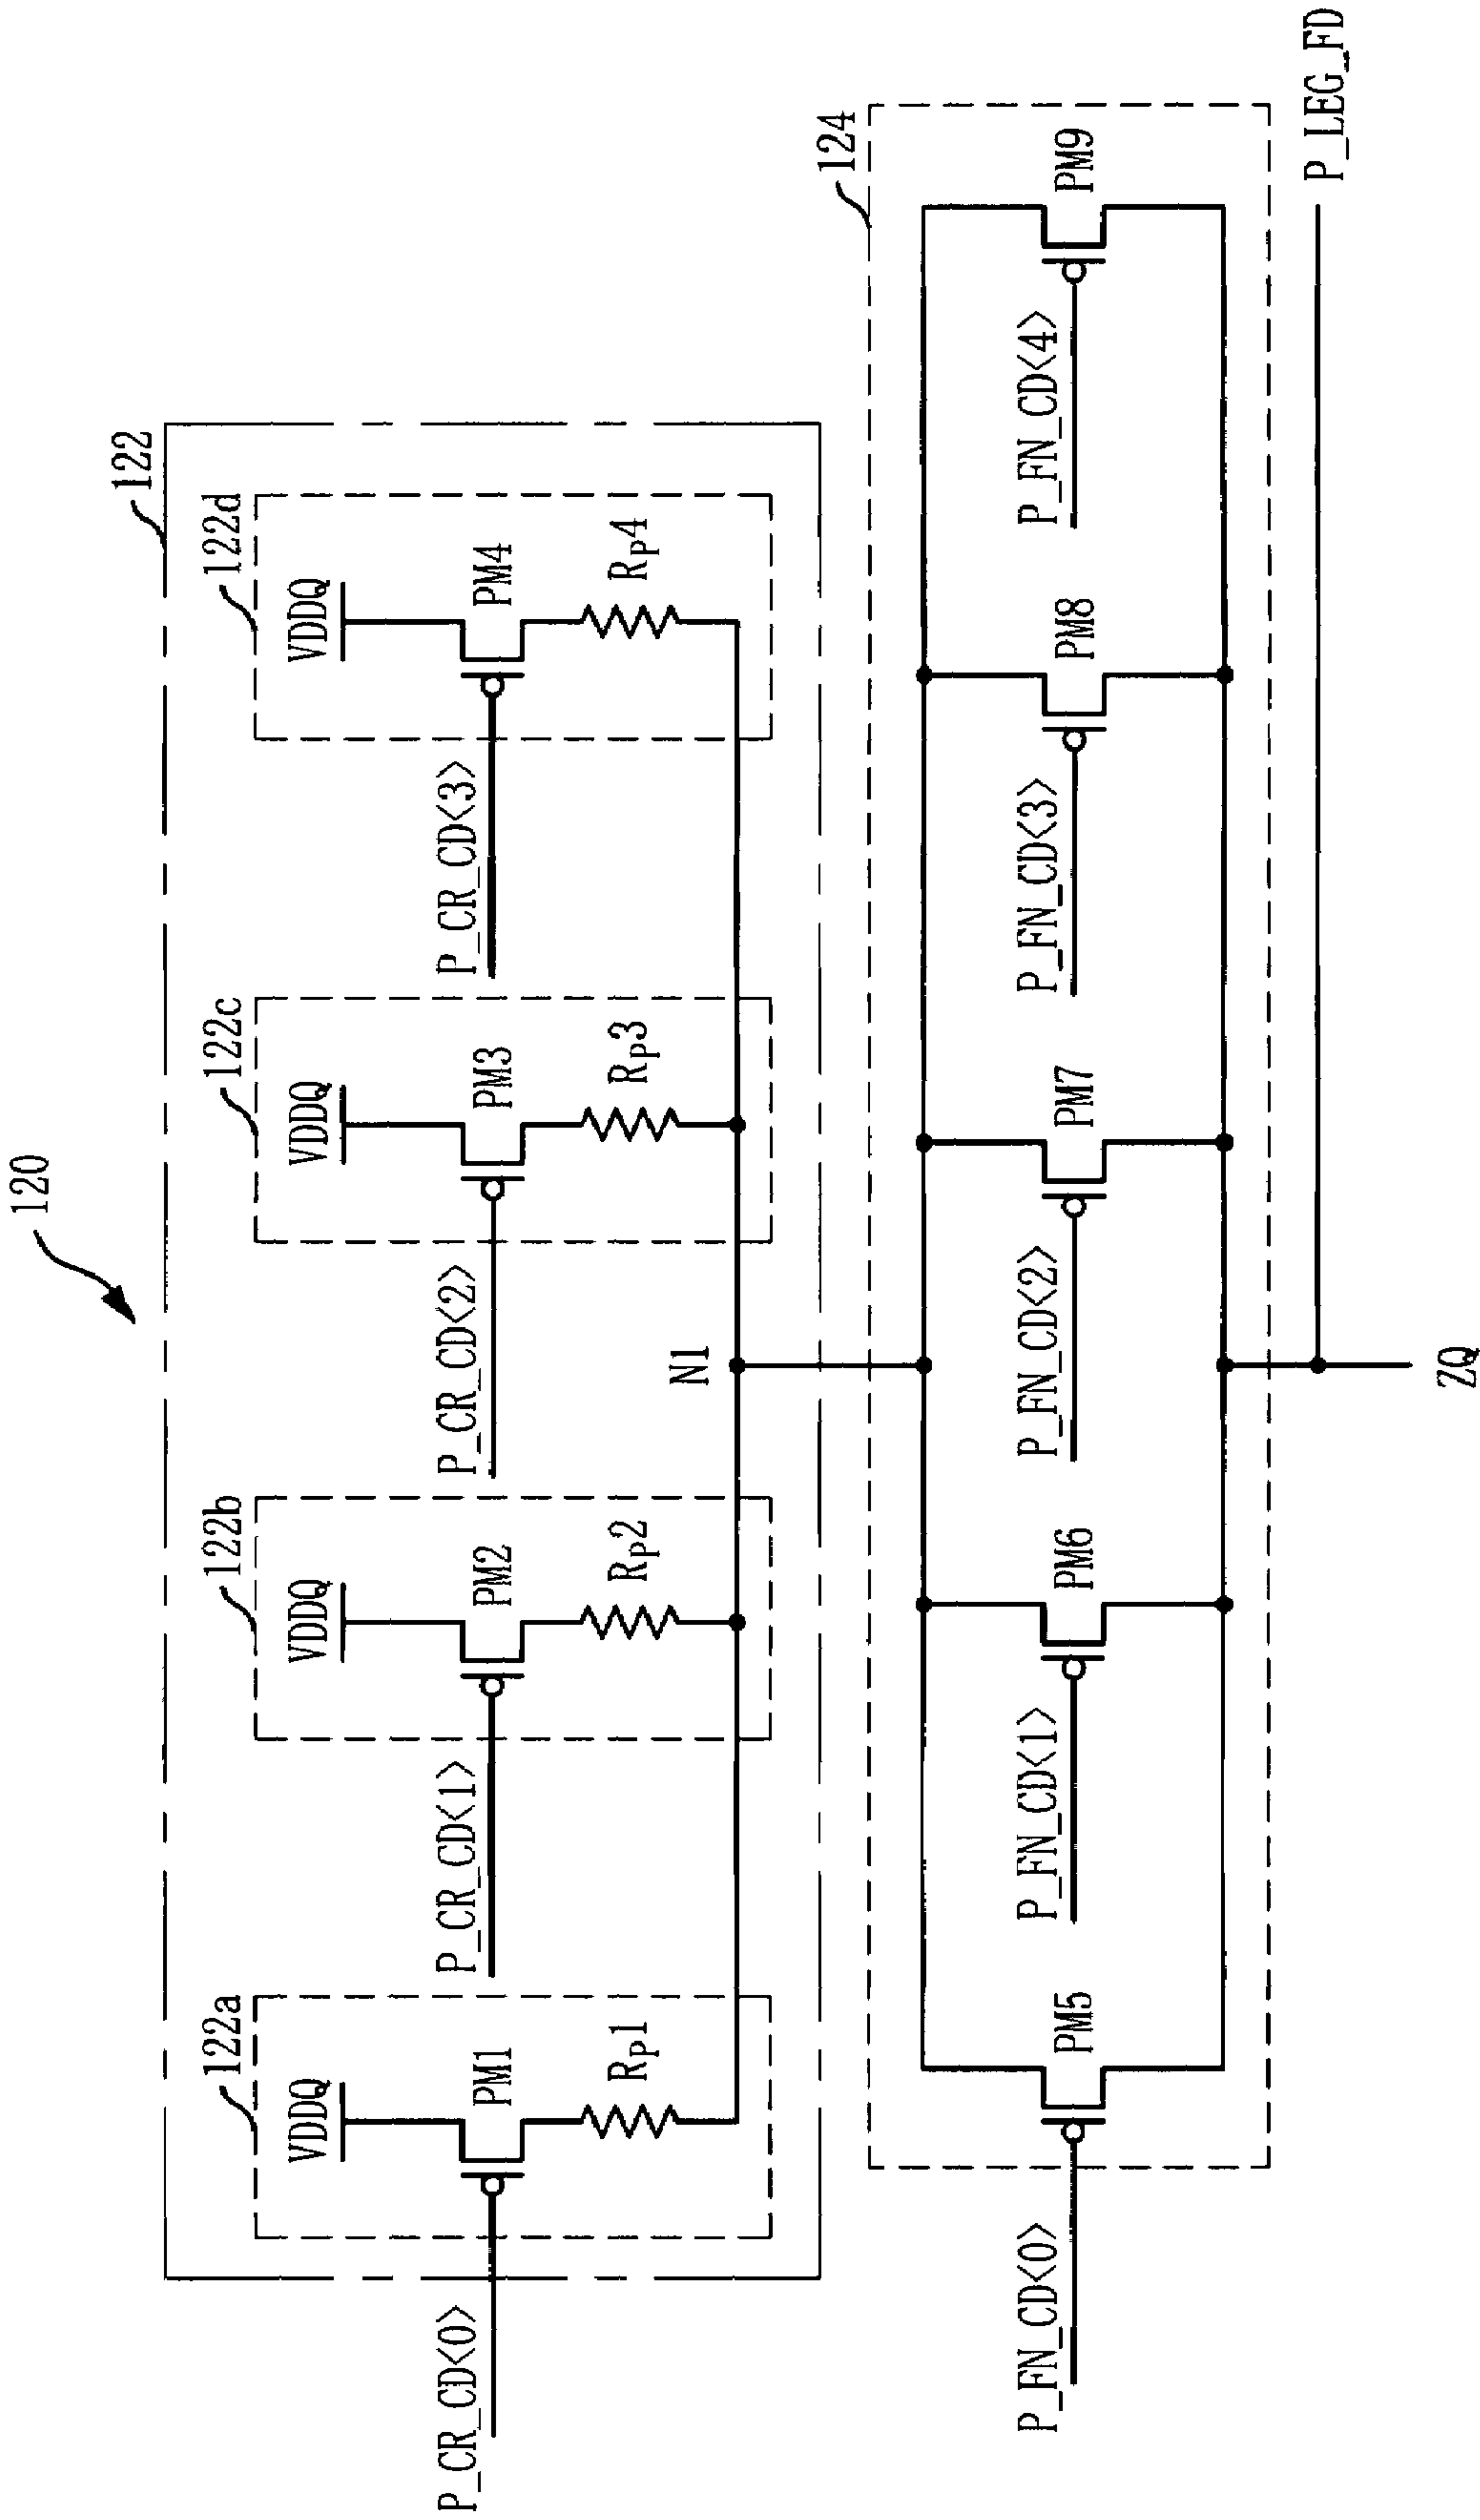 120
122
122a
122b
122c
122d
VDDQ
VDDQ
VDDQ
VDDQ
P_CR_CD<0>
PM1
P_CR_CD<1>
PM2
P_CR_CD<2>
PM3
P_CR_CD<3>
PM4
Rp1
Rp2
Rp3
Rp4
N1
124
P_FN_CD<0>
PM5
P_FN_CD<1>
PM6
P_FN_CD<2>
PM7
P_FN_CD<3>
PM8
P_FN_CD<4>
PM9
P_LEG_FD
ZQ